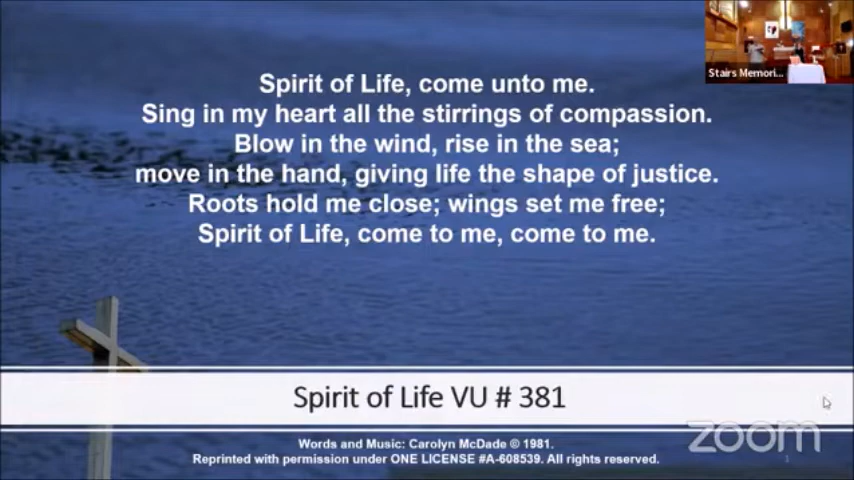 Spirit of Life, come unto me.
Sing in my heart all the stirrings of compassion.
Blow in the wind, rise in the sea;
move in the hand, giving life the shape of justice.
Roots hold me close; wings set me free;
Spirit of Life, come to me, come to me.
Stairs Memori...
Spirit of Life VU # 381
Words and Music: Carolyn McDade © 1981.
Reprinted with permission under ONE LICENSE #A-608539. All rights reserved.
zoom
1